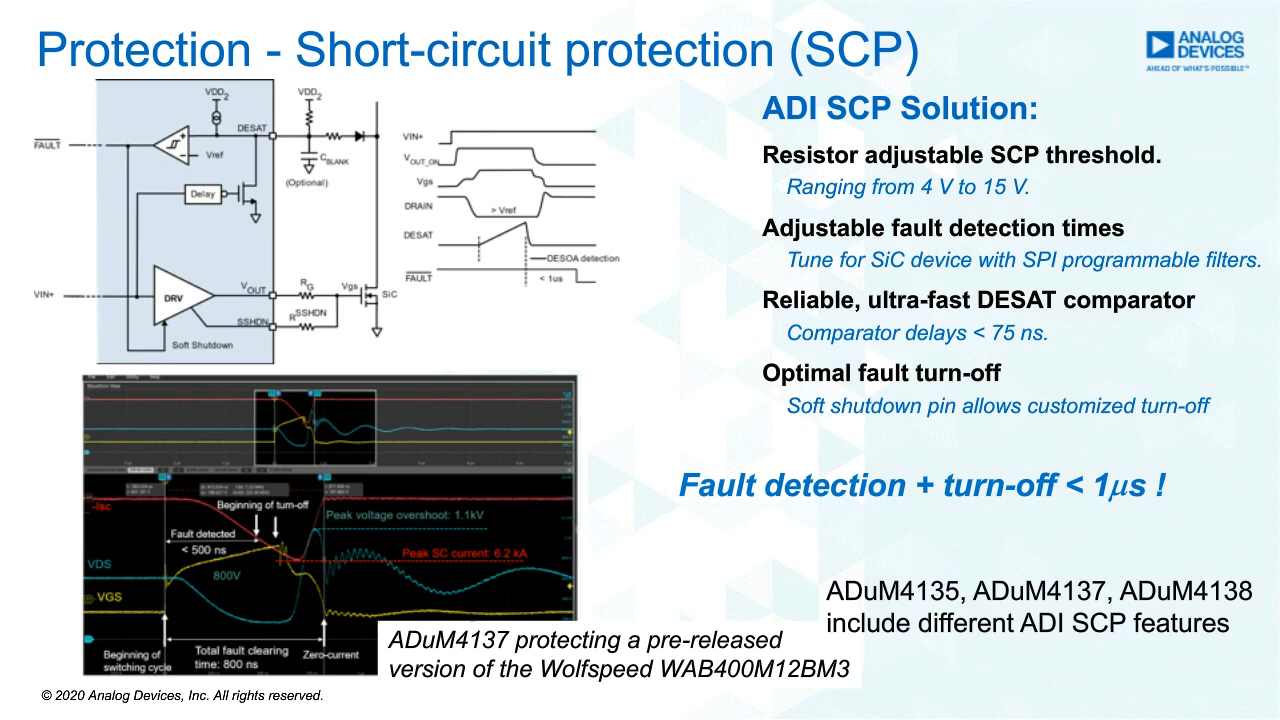 Protection - Short-circuit protection (SCP)
ANALOG
DEVICES
AHEAD OF WHAT'S POSSIBLE™
VDD2
VDD2
DESAT
FAULT
Vref
CBLANK
(Optional)
Delay
VIN+
DRV
VOUT
RG
Vgs
SiC
SSHDN
RSSHDN
Soft Shutdown
VIN+
VOUT_ON
Vgs
DRAIN
> Vref
DESAT
DESOA detection
FAULT
< 1us
ADI SCP Solution:
Resistor adjustable SCP threshold.
Ranging from 4 V to 15 V.
Adjustable fault detection times
Tune for SiC device with SPI programmable filters.
Reliable, ultra-fast DESAT comparator
Comparator delays < 75 ns.
Optimal fault turn-off
Soft shutdown pin allows customized turn-off
Fault detection + turn-off < 1µs !
ADuM4135, ADuM4137, ADuM4138
include different ADI SCP features
-Isc
Beginning of turn-off
Peak voltage overshoot: 1.1kV
Fault detected
< 500 ns
Peak SC current: 6.2 kA
VDS
800V
VGS
Beginning of
switching cycle
Total fault clearing
time: 800 ns
Zero-current
ADuM4137 protecting a pre-released
version of the Wolfspeed WAB400M12BM3
© 2020 Analog Devices, Inc. All rights reserved.